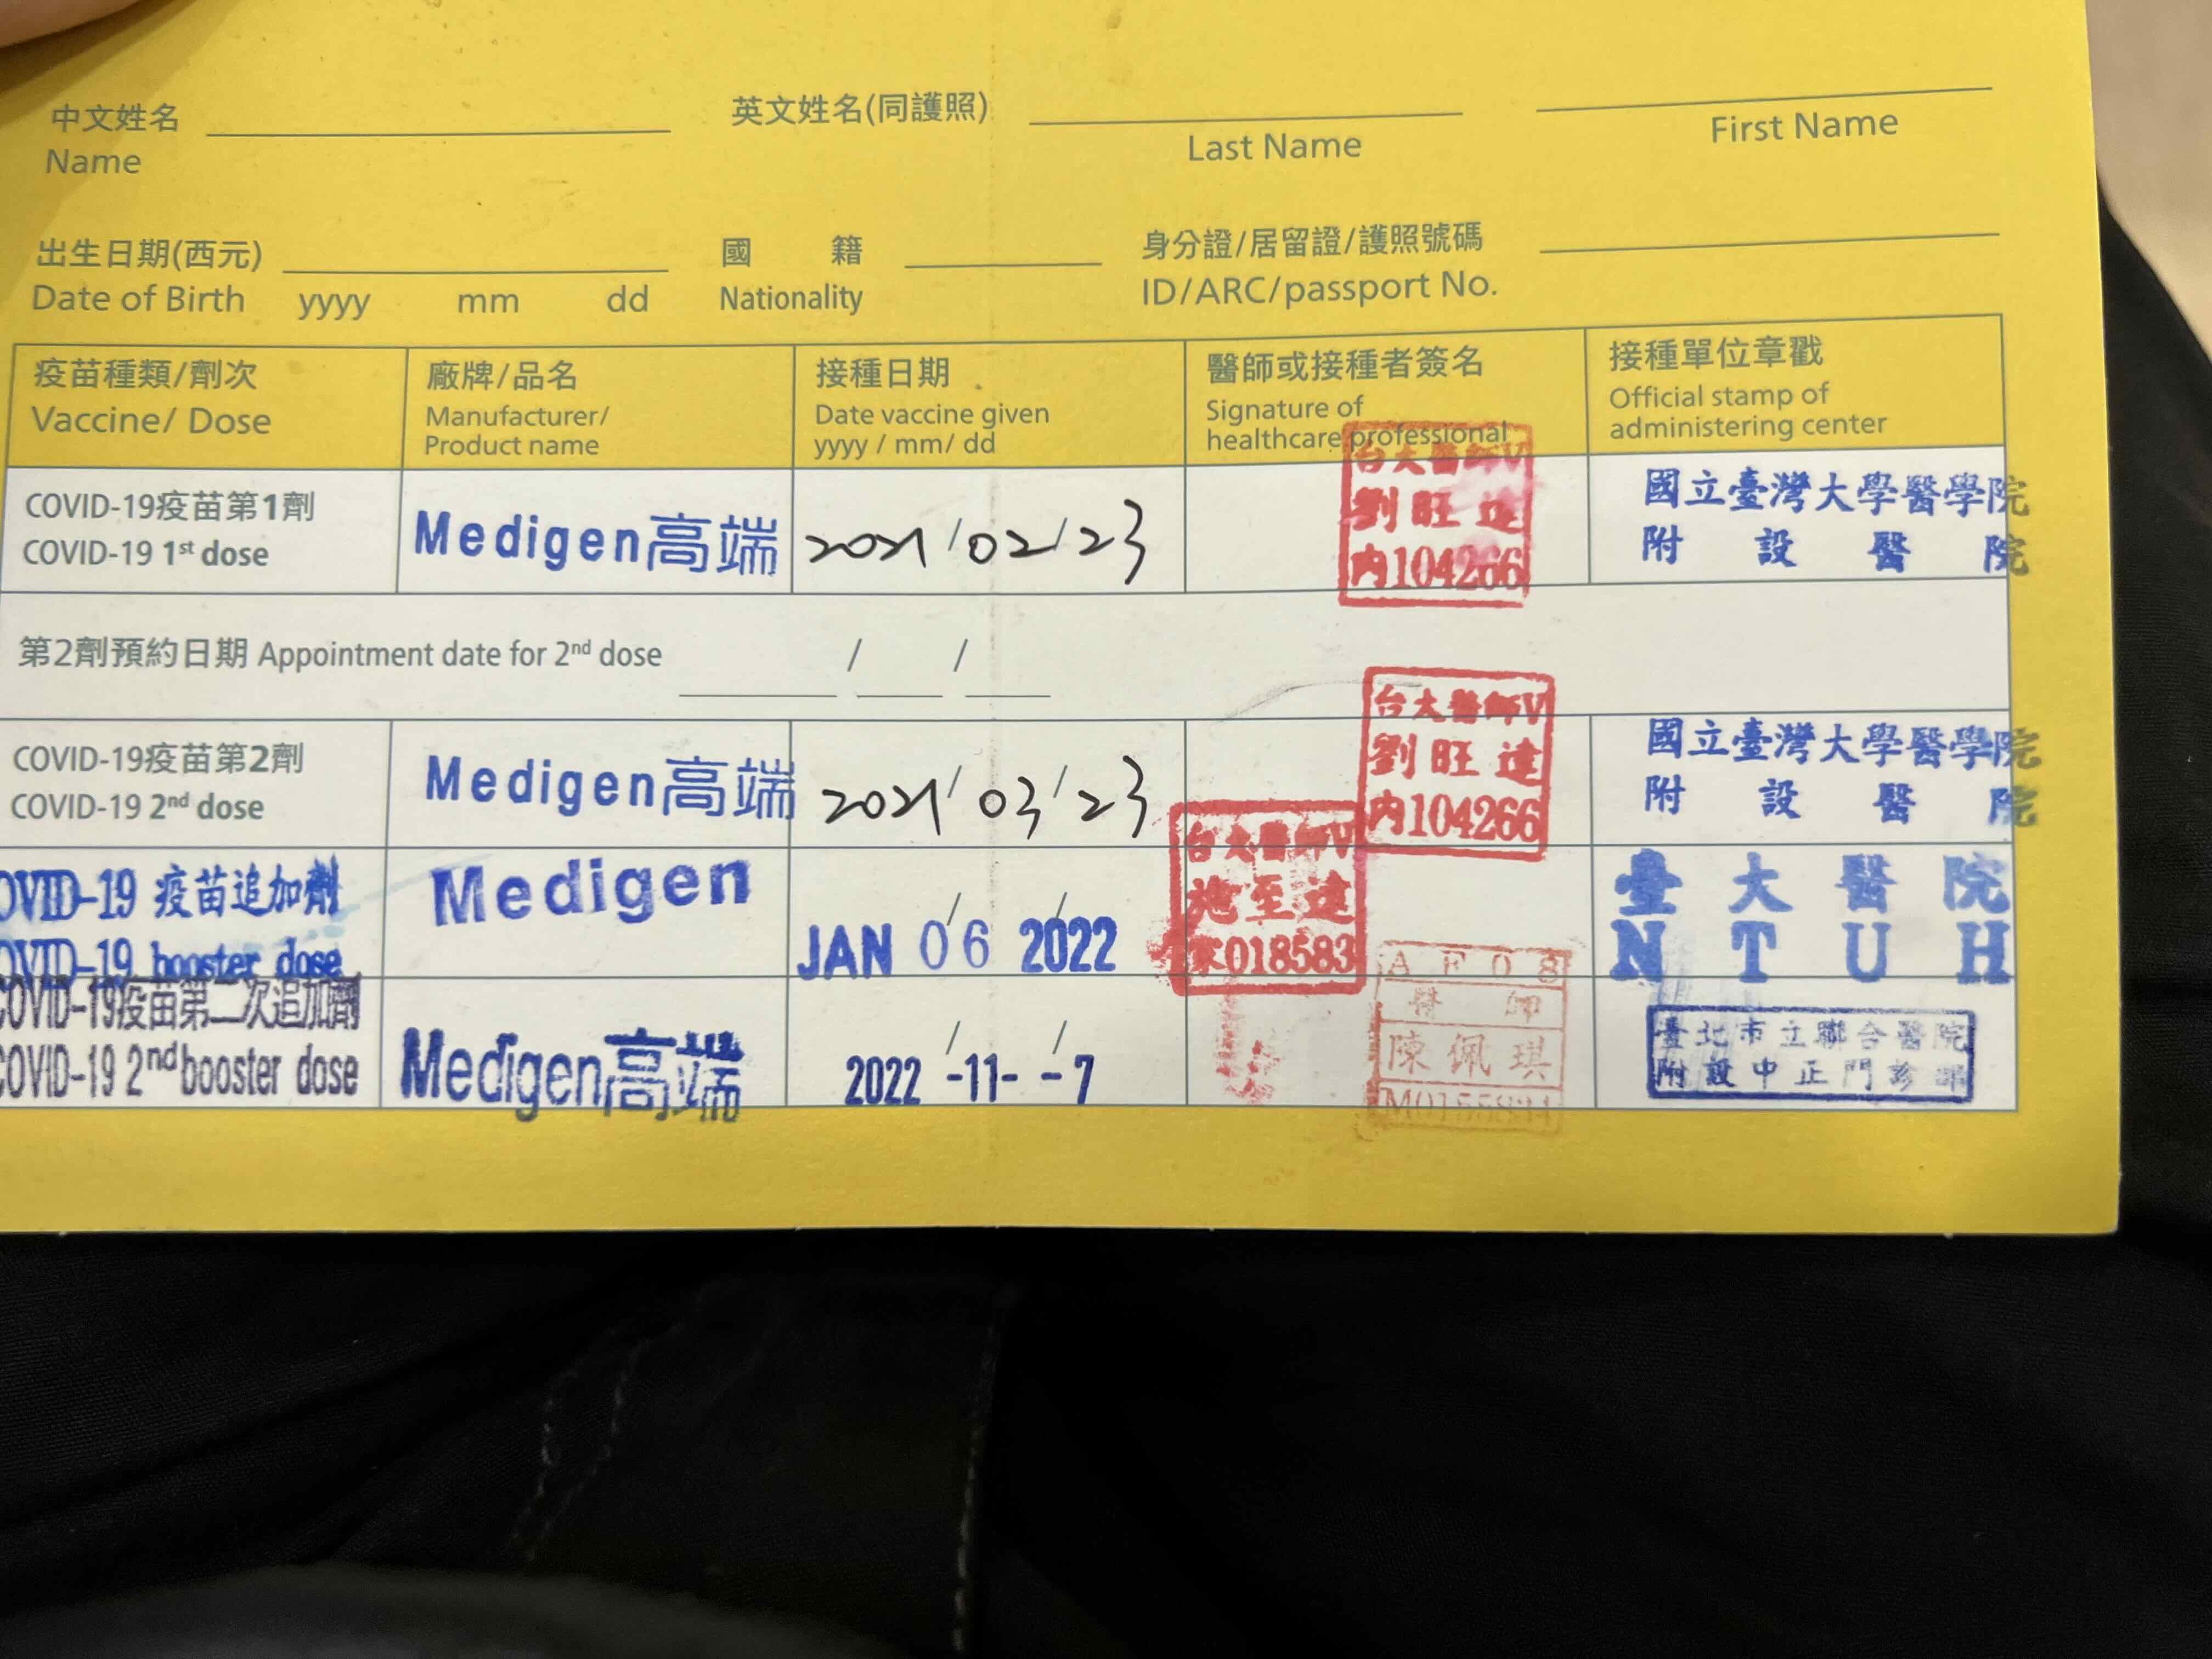 中文姓名 英文姓名(同護照)
Name Last Name First Name
出生日期(西元) 國 籍 身分證/居留證/護照號碼
Date of Birth yyyy mm dd Nationality ID/ARC/passport No.
疫苗種類/劑次 廠牌/品名 接種日期 醫師或接種者簽名 接種單位章戳
Vaccine/ Dose Manufacturer/ Date vaccine given Signature of Official stamp of
Product name yyyy / mm/ dd healthcare professional administering center
台大醫師V
COVID-19疫苗第1劑 Medigen高端 2021/02/23 劉旺達 國立臺灣大學醫學院
COVID-19 1st dose 內104266 附設醫院
第2劑預約日期 Appointment date for 2nd dose / /
台大醫師V
COVID-19疫苗第2劑 Medigen高端 2021/03/23 劉旺達 國立臺灣大學醫學院
COVID-19 2nd dose 內104266 附設醫院
台大醫師V
OVID-19 疫苗追加劑 Medigen 施至遠 臺大醫院
OVID-19 booster dose JAN 06 2022 家018583 NTUH
A F 0 8
醫師
COVID-19疫苗第二次追加劑 Medigen高端 2022 -11- -7 陳佩琪 臺北市立聯合醫院
COVID-19 2nd booster dose 附設中正門診部